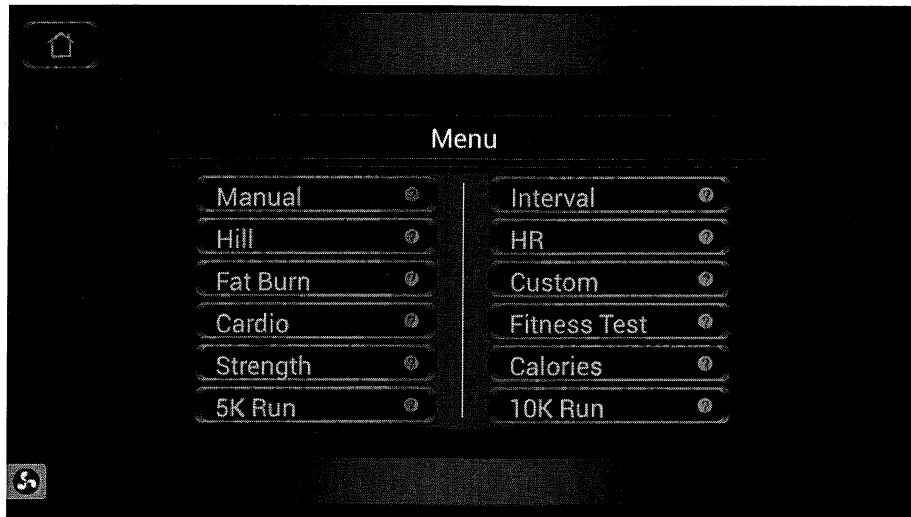 Menu
Manual
Hill
Fat Burn
Cardio
Strength
5K Run
Interval
HR
Custom
Fitness Test
Calories
10K Run